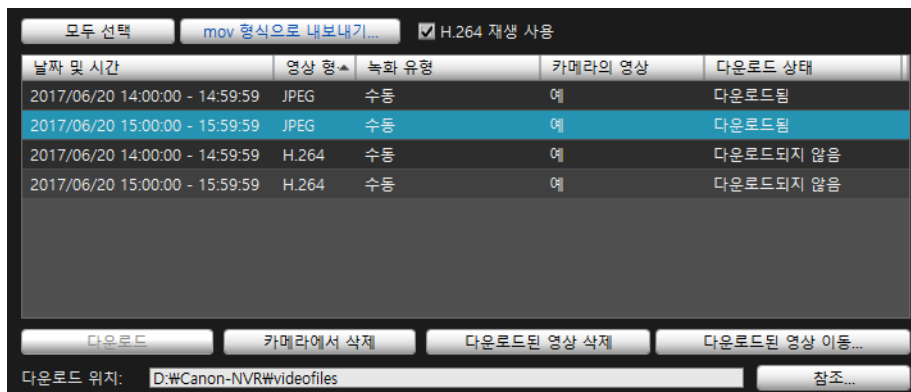 모두 선택 mov 형식으로 내보내기... H.264 재생 사용
날짜 및 시간 영상 형 녹화 유형 카메라의 영상 다운로드 상태
2017/06/20 14:00:00 - 14:59:59 JPEG 수동 예 다운로드됨
2017/06/20 15:00:00 - 15:59:59 JPEG 수동 예 다운로드됨
2017/06/20 14:00:00 - 14:59:59 H.264 수동 예 다운로드되지 않음
2017/06/20 15:00:00 - 15:59:59 H.264 수동 예 다운로드되지 않음
다운로드 카메라에서 삭제 다운로드된 영상 삭제 다운로드된 영상 이동...
다운로드 위치: D:₩Canon-NVR₩videofiles 참조...